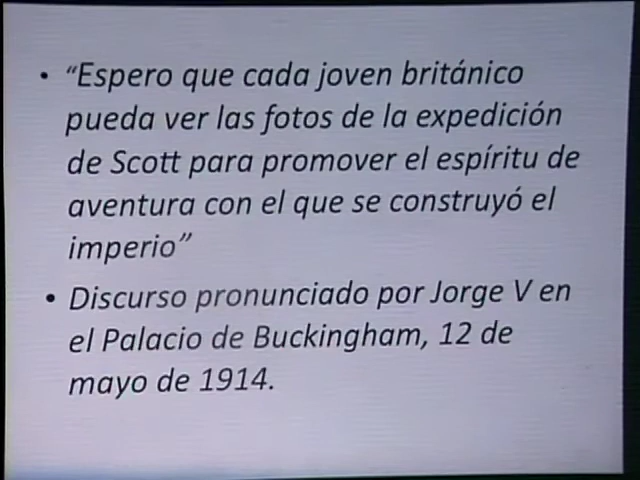 • “Espero que cada joven británico
pueda ver las fotos de la expedición
de Scott para promover el espíritu de
aventura con el que se construyó el
imperio”
• Discurso pronunciado por Jorge V en
el Palacio de Buckingham, 12 de
mayo de 1914.